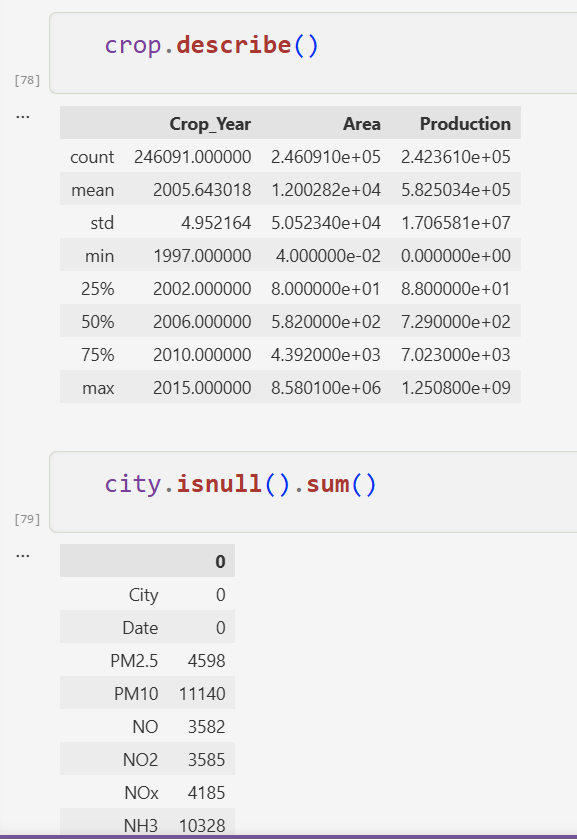 crop.describe()
[78]
...
Crop_Year Area Production
count 246091.000000 2.460910e+05 2.423610e+05
mean 2005.643018 1.200282e+04 5.825034e+05
std 4.952164 5.052340e+04 1.706581e+07
min 1997.000000 4.000000e-02 0.000000e+00
25% 2002.000000 8.000000e+01 8.800000e+01
50% 2006.000000 5.820000e+02 7.290000e+02
75% 2010.000000 4.392000e+03 7.023000e+03
max 2015.000000 8.580100e+06 1.250800e+09
city.isnull().sum()
[79]
...
0
City 0
Date 0
PM2.5 4598
PM10 11140
NO 3582
NO2 3585
NOx 4185
NH3 10328